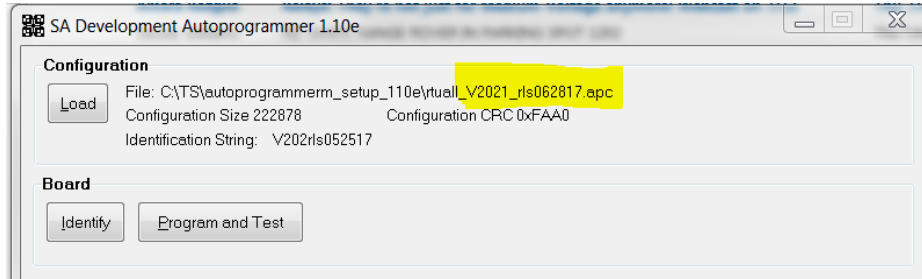 SA Development Autoprogrammer 1.10e
Configuration
Load
File: C:\TS\autoprogrammerm_setup_110e\rtuall_V2021_rls062817.apc
Configuration Size 222878 Configuration CRC 0xFAA0
Identification String: V202rls052517
Board
Identify Program and Test